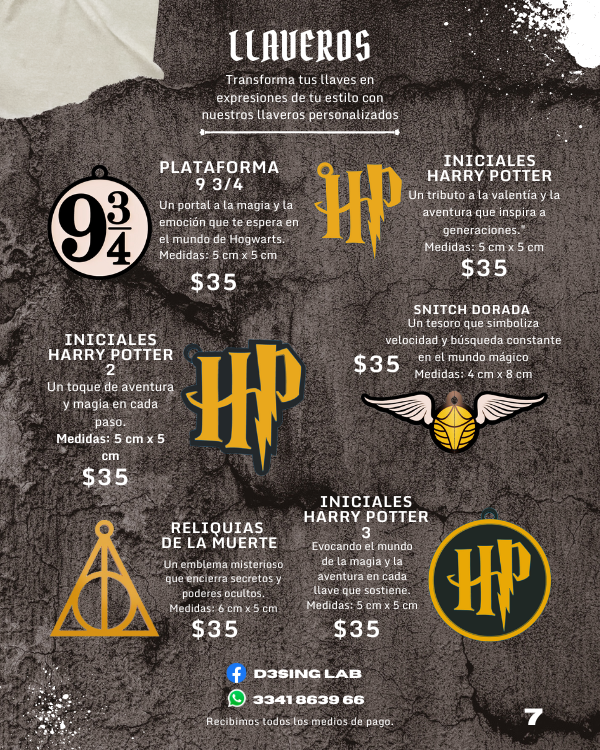 LLAVEROS
Transforma tus llaves en
expresiones de tu estilo con
nuestros llaveros personalizados
PLATAFORMA
9 3/4
Un portal a la magia y la
emoción que te espera en
el mundo de Hogwarts.
Medidas: 5 cm x 5 cm
$35
9 3/4
HP
INICIALES
HARRY POTTER
Un tributo a la valentía y la
aventura que inspira a
generaciones."
Medidas: 5 cm x 5 cm
$35
SNITCH DORADA
Un tesoro que simboliza
velocidad y búsqueda constante
en el mundo mágico
Medidas: 4 cm x 8 cm
$35
INICIALES
HARRY POTTER
2
Un toque de aventura
y magia en cada
paso.
Medidas: 5 cm x 5
cm
$35
HP
RELIQUIAS
DE LA MUERTE
Un emblema misterioso
que encierra secretos y
poderes ocultos.
Medidas: 6 cm x 5 cm
$35
INICIALES
HARRY POTTER
3
Evocando el mundo
de la magia y la
aventura en cada
llave que sostiene.
Medidas: 5 cm x 5 cm
$35
HP
D3SING LAB
3341 8639 66
Recibimos todos los medios de pago.
7